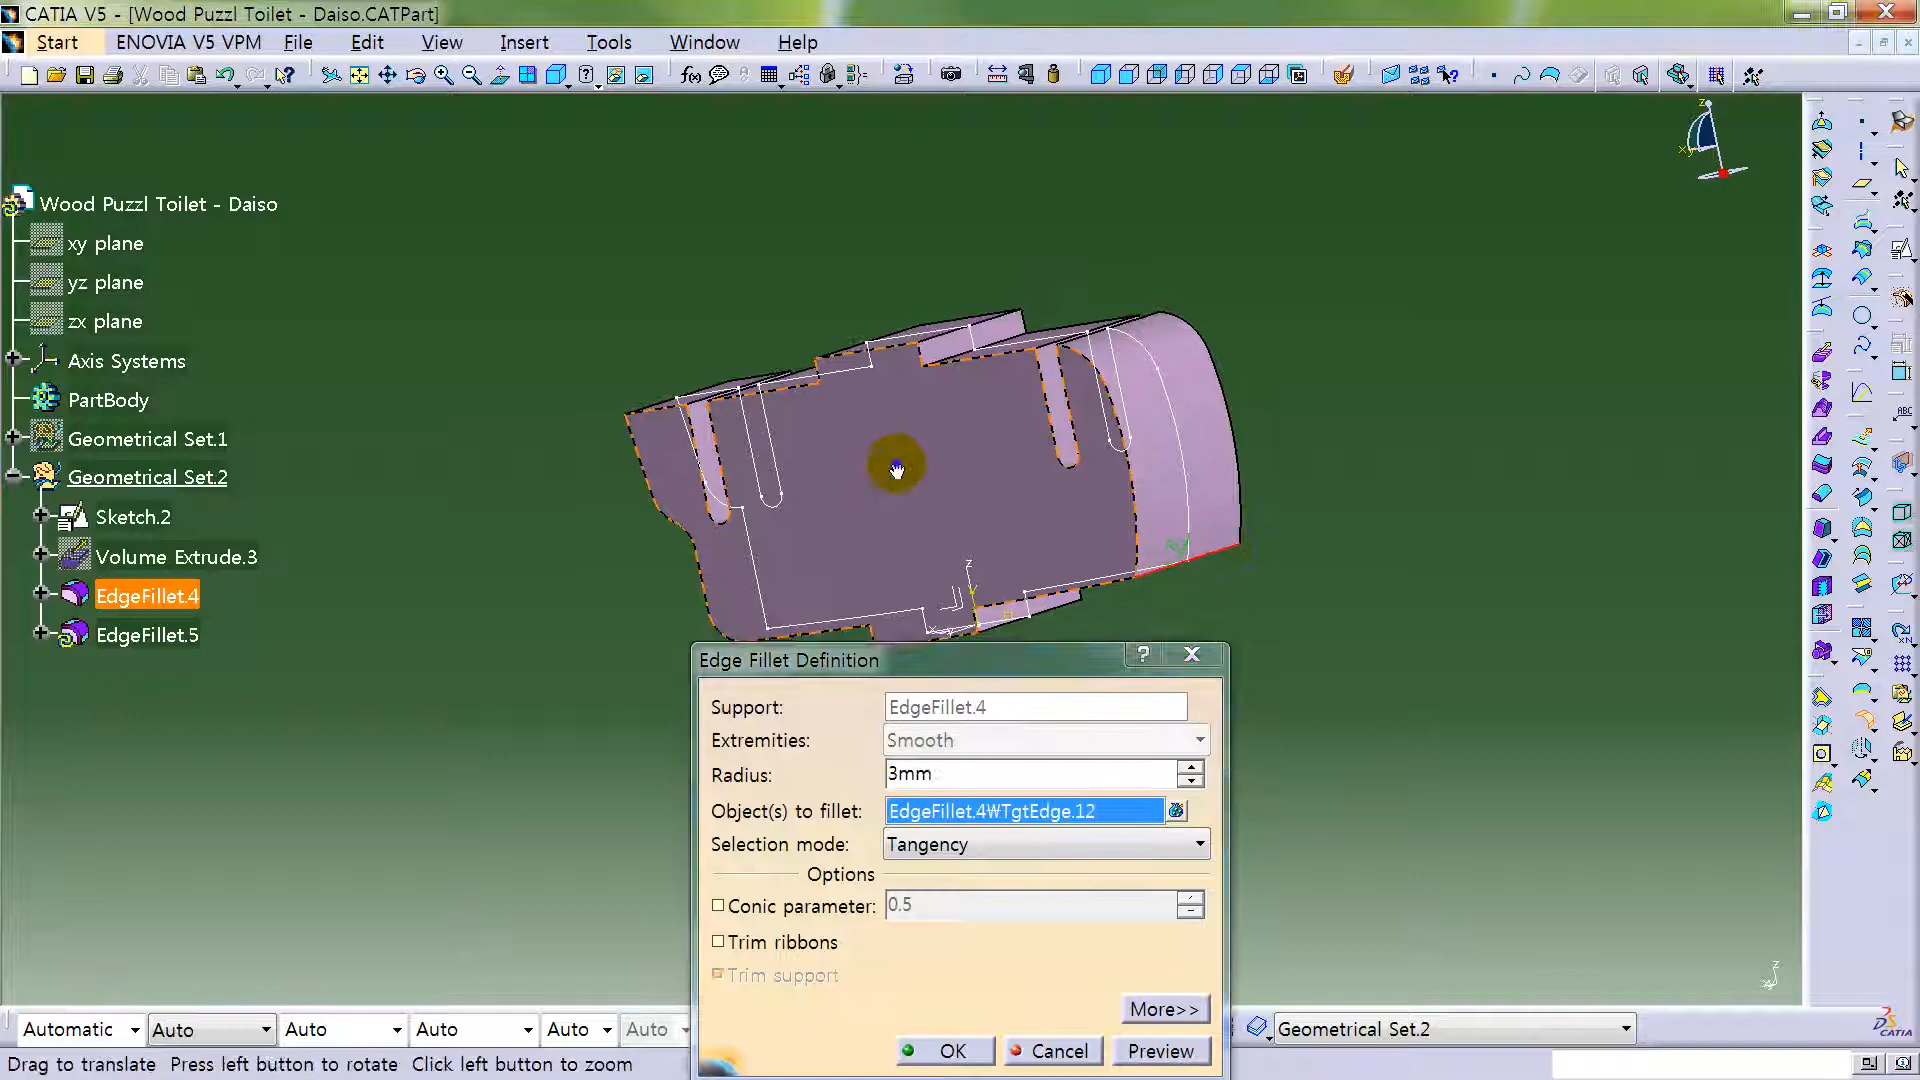 CATIA V5 - [Wood Puzzl Toilet - Daiso.CATPart]
Start ENOVIA V5 VPM File Edit View Insert Tools Window Help
Wood Puzzl Toilet - Daiso
xy plane
yz plane
zx plane
Axis Systems
PartBody
Geometrical Set.1
Geometrical Set.2
Sketch.2
Volume Extrude.3
EdgeFillet.4
EdgeFillet.5
Edge Fillet Definition
Support: EdgeFillet.4
Extremities: Smooth
Radius: 3mm
Object(s) to fillet: EdgeFillet.4₩TgtEdge.12
Selection mode: Tangency
Options
Conic parameter: 0.5
Trim ribbons
Trim support
More>>
OK Cancel Preview
Automatic Auto Auto Auto Auto Auto Geometrical Set.2
Drag to translate Press left button to rotate Click left button to zoom